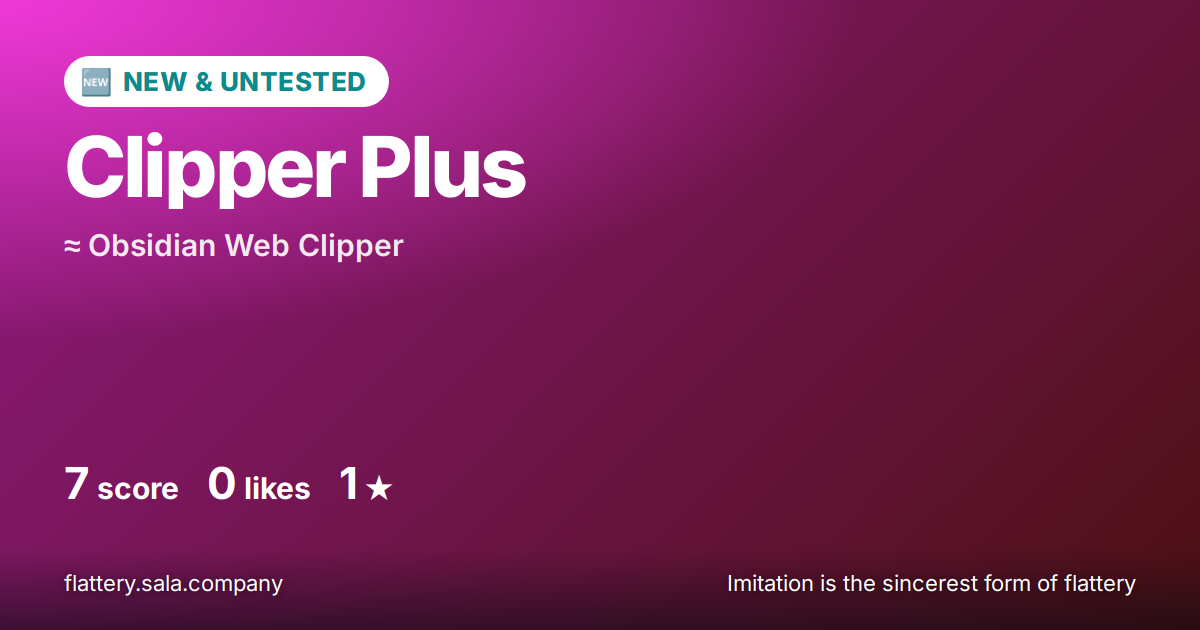 🆕 NEW & UNTESTED
Clipper Plus
≈ Obsidian Web Clipper
7 score 0 likes 1 ★
flattery.sala.company
Imitation is the sincerest form of flattery